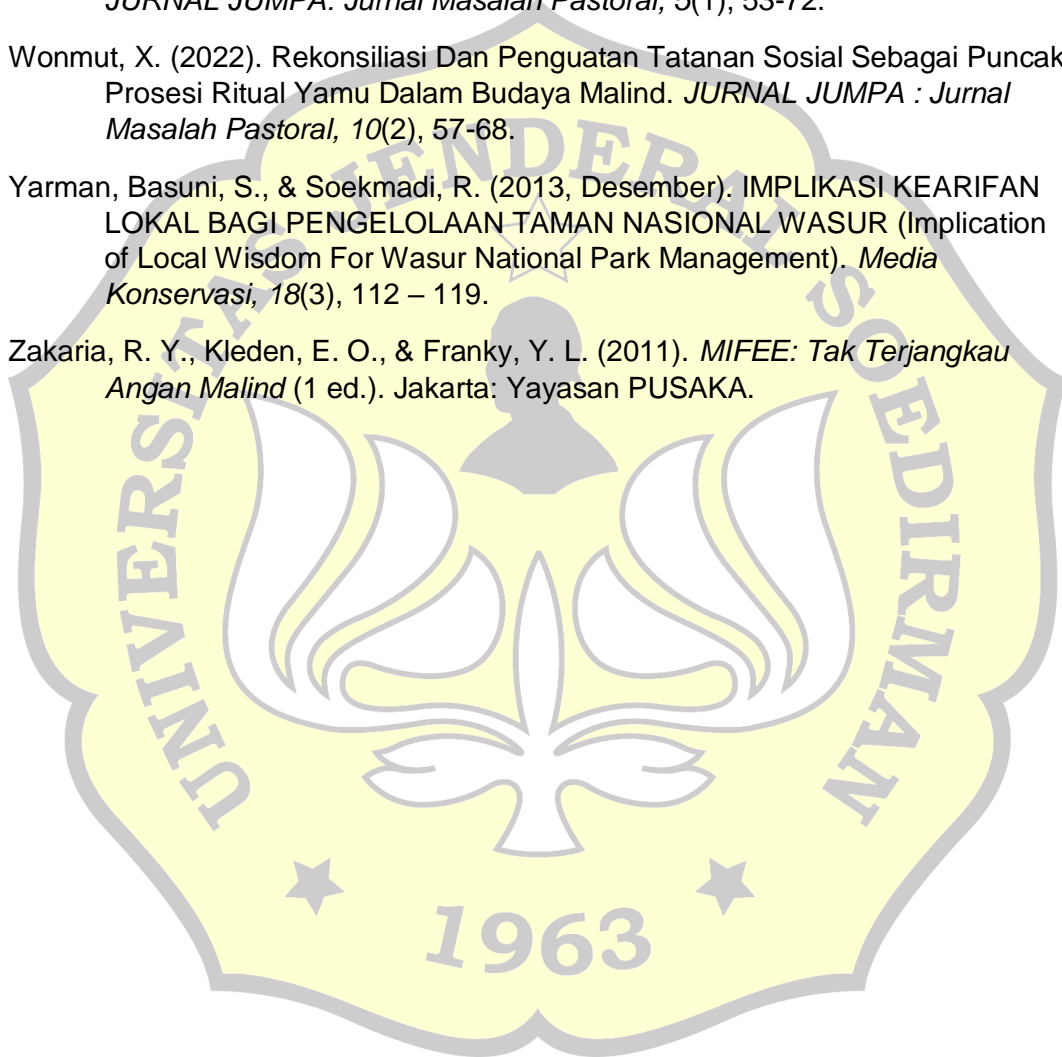 JURNAL JUMPA: Jurnal Masalah Pastoral, 5(1), 53-72.
Wonmut, X. (2022). Rekonsiliasi Dan Penguatan Tatanan Sosial Sebagai Puncak
Prosesi Ritual Yamu Dalam Budaya Malind. JURNAL JUMPA : Jurnal
Masalah Pastoral, 10(2), 57-68.
Yarman, Basuni, S., & Soekmadi, R. (2013, Desember). IMPLIKASI KEARIFAN
LOKAL BAGI PENGELOLAAN TAMAN NASIONAL WASUR (Implication
of Local Wisdom For Wasur National Park Management). Media
Konservasi, 18(3), 112 – 119.
Zakaria, R. Y., Kleden, E. O., & Franky, Y. L. (2011). MIFEE: Tak Terjangkau
Angan Malind (1 ed.). Jakarta: Yayasan PUSAKA.
UNIVERSITAS JENDERAL SOEDIRMAN
1963